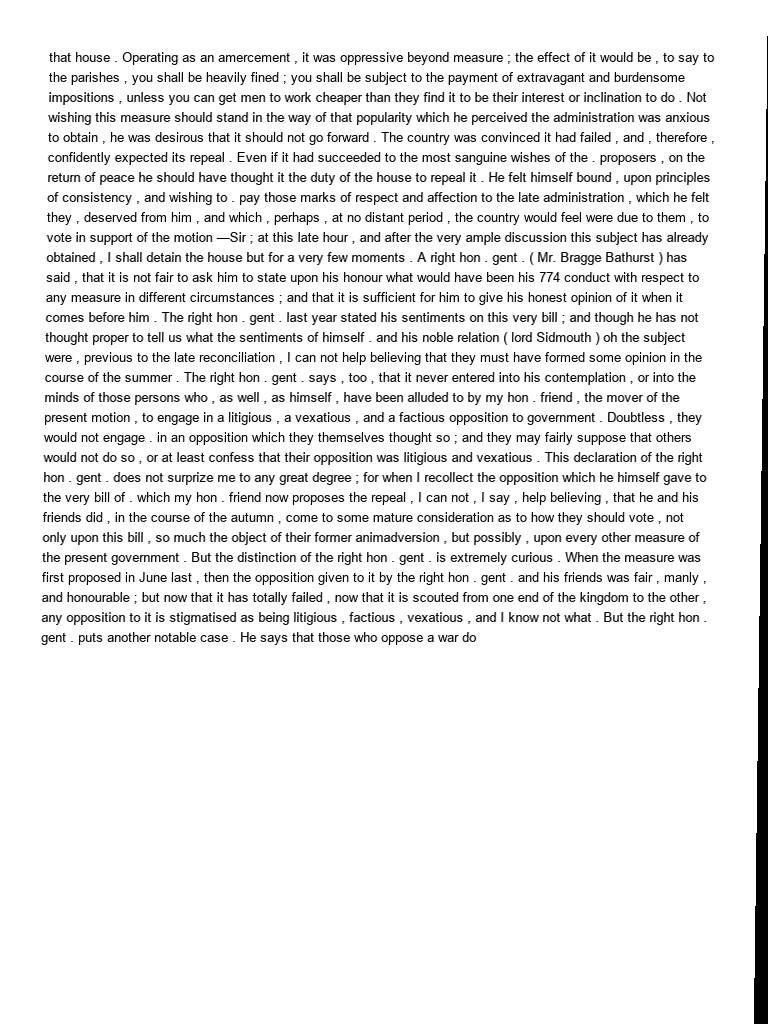 that house . Operating as an amercement , it was oppressive beyond measure ; the effect of it would be , to say to
the parishes , you shall be heavily fined ; you shall be subject to the payment of extravagant and burdensome
impositions , unless you can get men to work cheaper than they find it to be their interest or inclination to do . Not
wishing this measure should stand in the way of that popularity which he perceived the administration was anxious
to obtain , he was desirous that it should not go forward . The country was convinced it had failed , and , therefore ,
confidently expected its repeal . Even if it had succeeded to the most sanguine wishes of the . proposers , on the
return of peace he should have thought it the duty of the house to repeal it . He felt himself bound , upon principles
of consistency , and wishing to . pay those marks of respect and affection to the late administration , which he felt
they , deserved from him , and which , perhaps , at no distant period , the country would feel were due to them , to
vote in support of the motion —Sir ; at this late hour , and after the very ample discussion this subject has already
obtained , I shall detain the house but for a very few moments . A right hon . gent . ( Mr. Bragge Bathurst ) has
said , that it is not fair to ask him to state upon his honour what would have been his 774 conduct with respect to
any measure in different circumstances ; and that it is sufficient for him to give his honest opinion of it when it
comes before him . The right hon . gent . last year stated his sentiments on this very bill ; and though he has not
thought proper to tell us what the sentiments of himself . and his noble relation ( lord Sidmouth ) oh the subject
were , previous to the late reconciliation , I can not help believing that they must have formed some opinion in the
course of the summer . The right hon . gent . says , too , that it never entered into his contemplation , or into the
minds of those persons who , as well , as himself , have been alluded to by my hon . friend , the mover of the
present motion , to engage in a litigious , a vexatious , and a factious opposition to government . Doubtless , they
would not engage . in an opposition which they themselves thought so ; and they may fairly suppose that others
would not do so , or at least confess that their opposition was litigious and vexatious . This declaration of the right
hon . gent . does not surprize me to any great degree ; for when I recollect the opposition which he himself gave to
the very bill of . which my hon . friend now proposes the repeal , I can not , I say , help believing , that he and his
friends did , in the course of the autumn , come to some mature consideration as to how they should vote , not
only upon this bill , so much the object of their former animadversion , but possibly , upon every other measure of
the present government . But the distinction of the right hon . gent . is extremely curious . When the measure was
first proposed in June last , then the opposition given to it by the right hon . gent . and his friends was fair , manly ,
and honourable ; but now that it has totally failed , now that it is scouted from one end of the kingdom to the other ,
any opposition to it is stigmatised as being litigious , factious , vexatious , and I know not what . But the right hon .
gent . puts another notable case . He says that those who oppose a war do